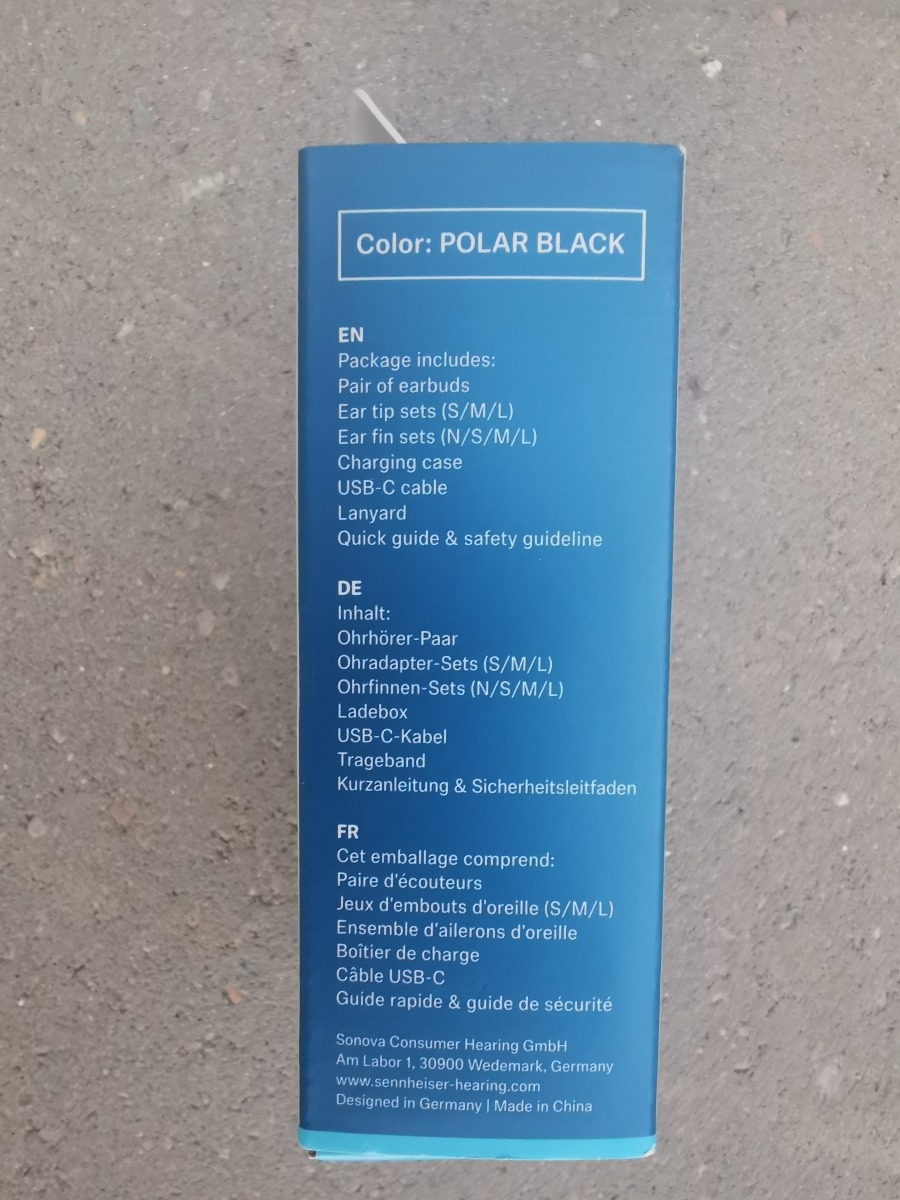 Color: POLAR BLACK
EN
Package includes:
Pair of earbuds
Ear tip sets (S/M/L)
Ear fin sets (N/S/M/L)
Charging case
USB-C cable
Lanyard
Quick guide & safety guideline
DE
Inhalt:
Ohrhörer-Paar
Ohradapter-Sets (S/M/L)
Ohrfinnen-Sets (N/S/M/L)
Ladebox
USB-C-Kabel
Trageband
Kurzanleitung & Sicherheitsleitfaden
FR
Cet emballage comprend:
Paire d'écouteurs
Jeux d'embouts d'oreille (S/M/L)
Ensemble d'ailerons d'oreille
Boîtier de charge
Câble USB-C
Guide rapide & guide de sécurité
Sonova Consumer Hearing GmbH
Am Labor 1, 30900 Wedemark, Germany
www.sennheiser-hearing.com
Designed in Germany | Made in China